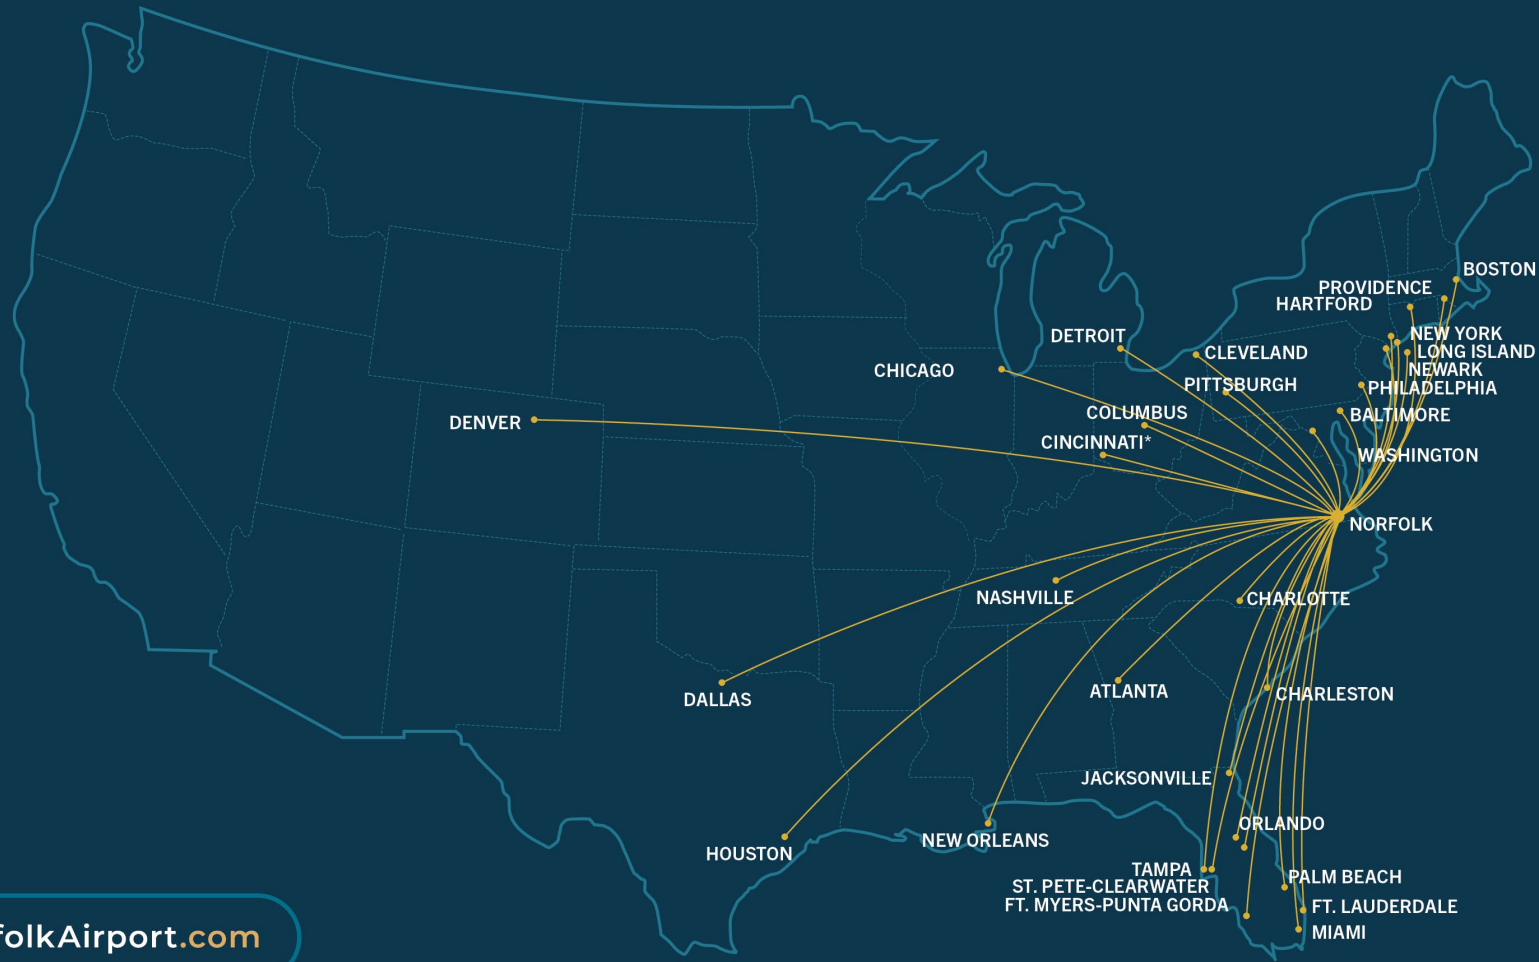 BOSTON
PROVIDENCE
HARTFORD
NEW YORK
DETROIT
LONG ISLAND
CLEVELAND
NEWARK
CHICAGO
PITTSBURGH
PHILADELPHIA
COLUMBUS
BALTIMORE
DENVER
CINCINNATI*
WASHINGTON
NORFOLK
NASHVILLE
CHARLOTTE
ATLANTA
CHARLESTON
DALLAS
JACKSONVILLE
ORLANDO
NEW ORLEANS
HOUSTON
TAMPA
PALM BEACH
ST. PETE-CLEARWATER
FT. MYERS-PUNTA GORDA
FT. LAUDERDALE
MIAMI
folkAirport.com